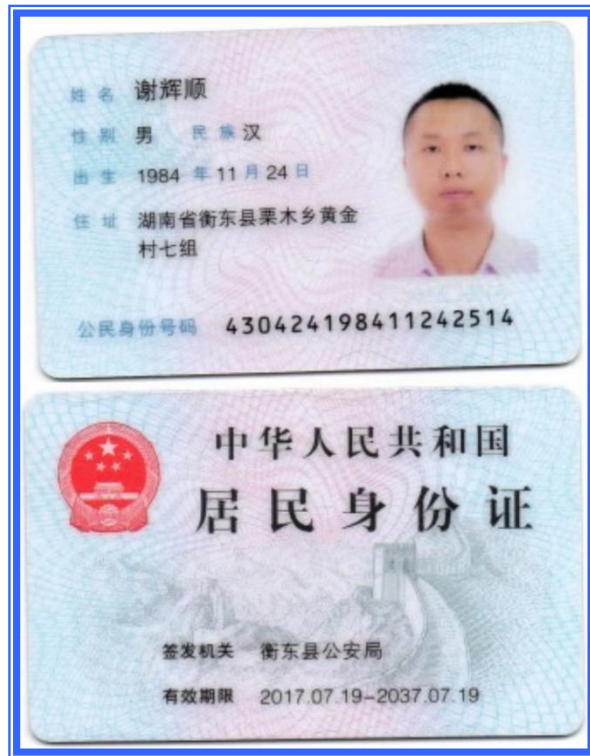 姓名 谢辉顺
性别 男 民族 汉
出生 1984 年 11 月 24 日
住址 湖南省衡东县栗木乡黄金
村七组
公民身份号码 430424198411242514
中华人民共和国
居民身份证
签发机关 衡东县公安局
有效期限 2017.07.19-2037.07.19